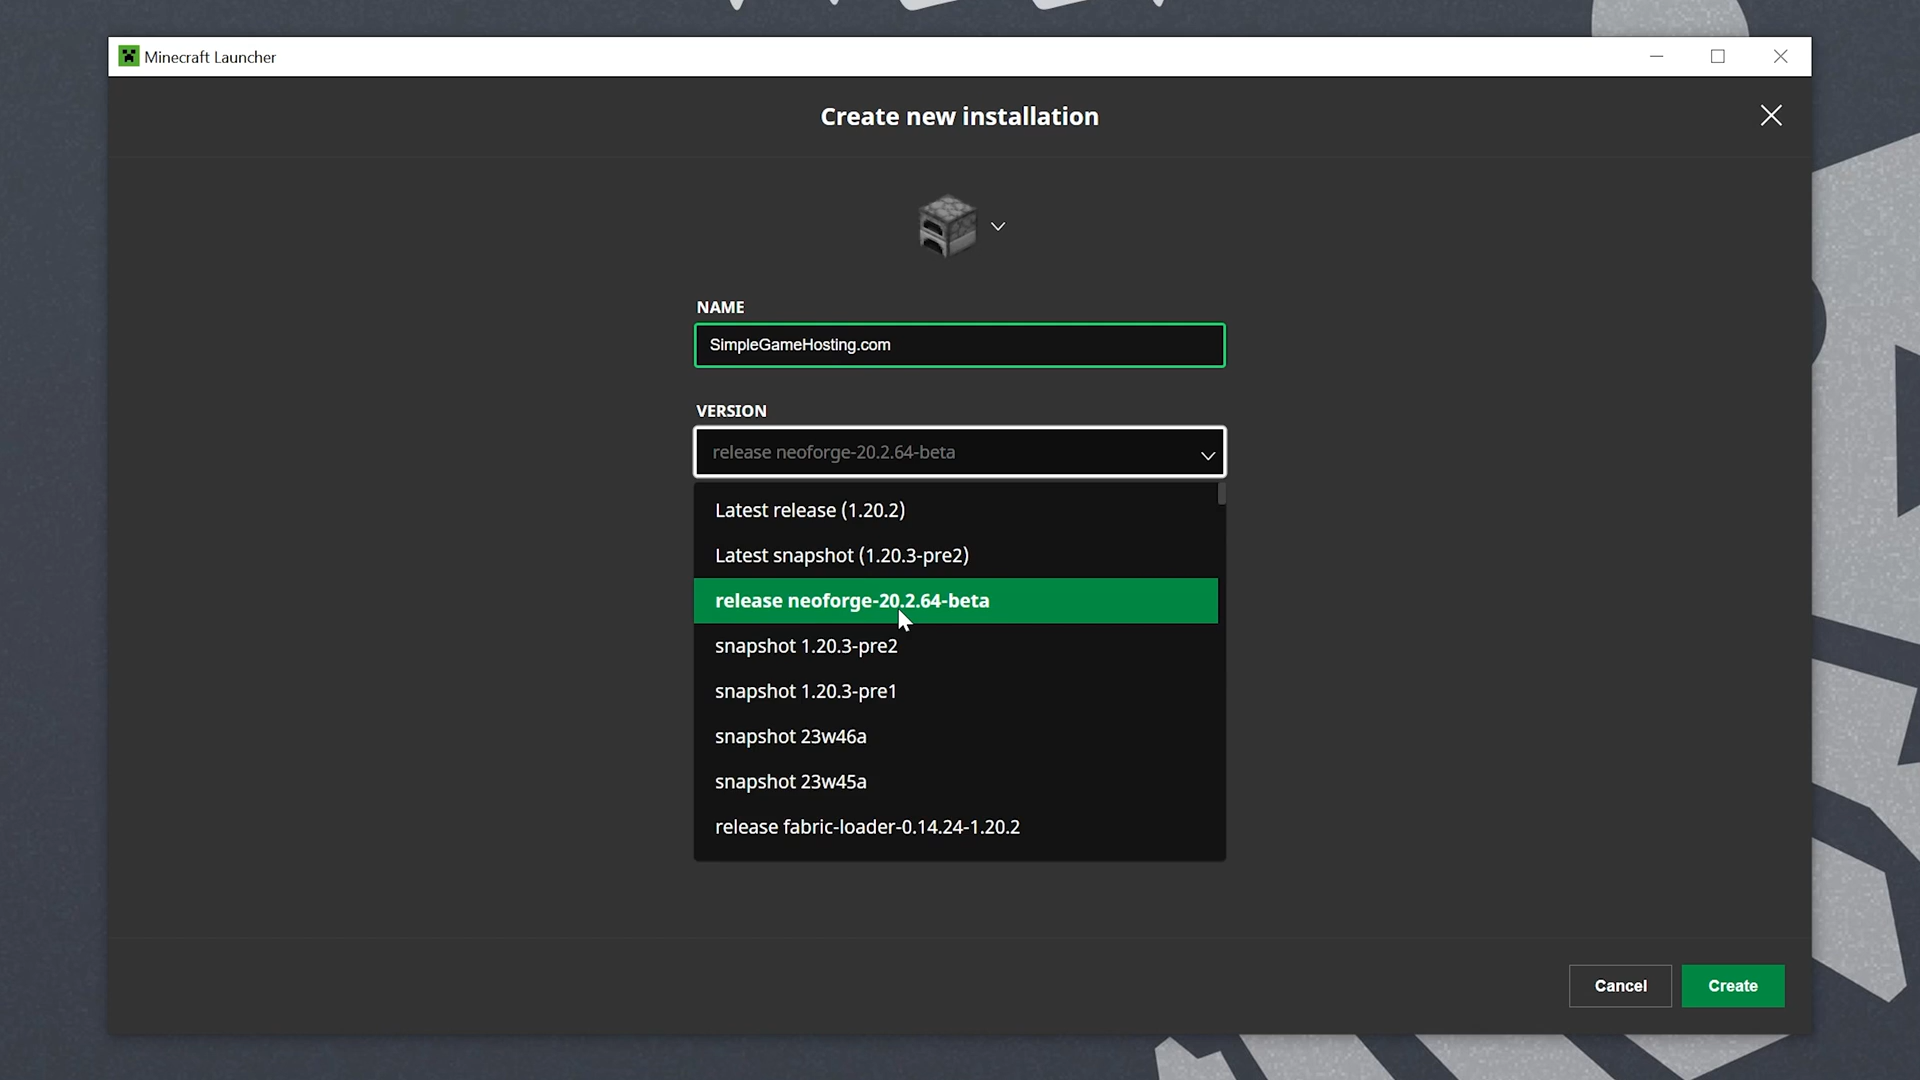 Minecraft Launcher
Create new installation
NAME
SimpleGameHosting.com
VERSION
release neoforge-20.2.64-beta
Latest release (1.20.2)
Latest snapshot (1.20.3-pre2)
release neoforge-20.2.64-beta
snapshot 1.20.3-pre2
snapshot 1.20.3-pre1
snapshot 23w46a
snapshot 23w45a
release fabric-loader-0.14.24-1.20.2
Cancel
Create